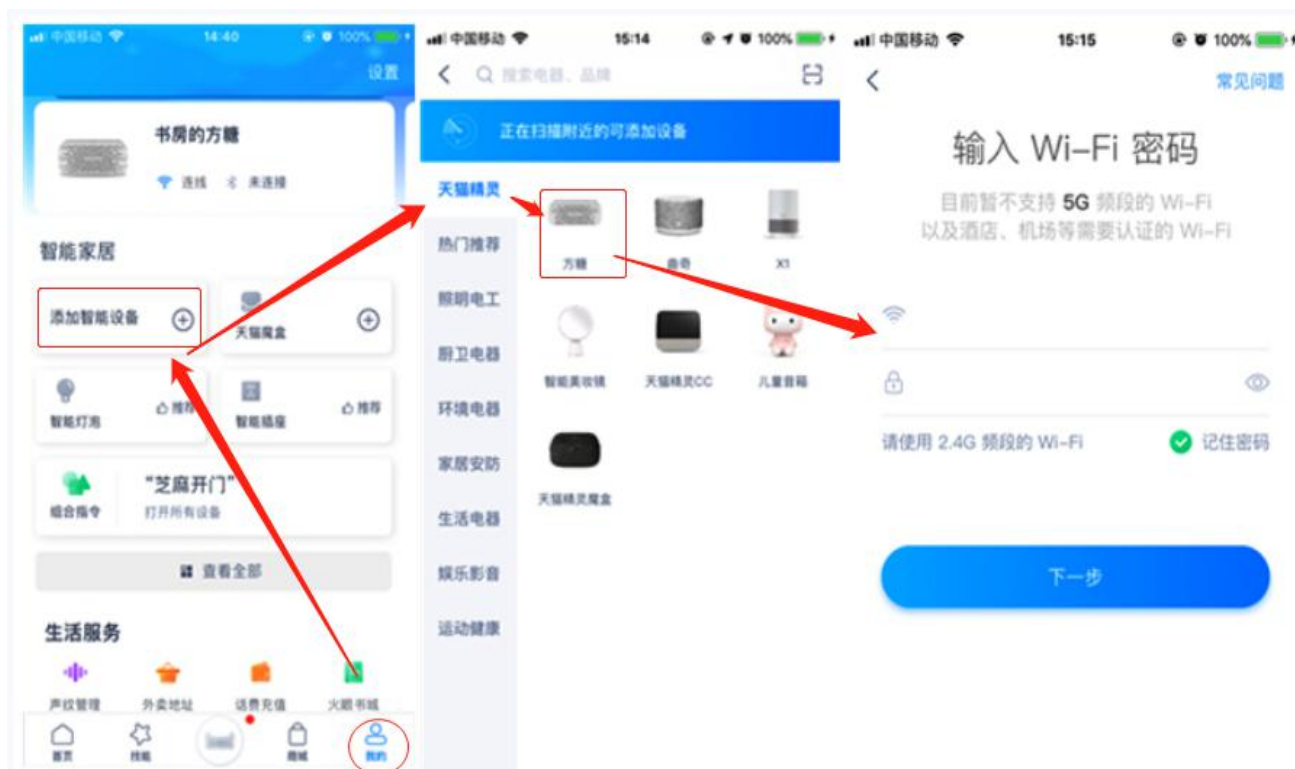 中国移动 14:40 100%
设置
书房的方糖
连线 未连接
智能家居
添加智能设备
天猫魔盒
智能灯泡 推荐
智能插座 推荐
组合指令
“芝麻开门”
打开所有设备
查看全部
生活服务
声纹管理 外卖地址 话费充值 火眼书城
首页 技能 商城 我的
中国移动 15:14 100%
搜索电器、品牌
正在扫描附近的可添加设备
天猫精灵
热门推荐
照明电工
厨卫电器
环境电器
家居安防
生活电器
娱乐影音
运动健康
方糖 曲奇 X1
智能美妆镜 天猫精灵CC 儿童音箱
天猫精灵魔盒
中国移动 15:15 100%
常见问题
输入 Wi-Fi 密码
目前暂不支持 5G 频段的 Wi-Fi
以及酒店、机场等需要认证的 Wi-Fi
请使用 2.4G 频段的 Wi-Fi 记住密码
下一步